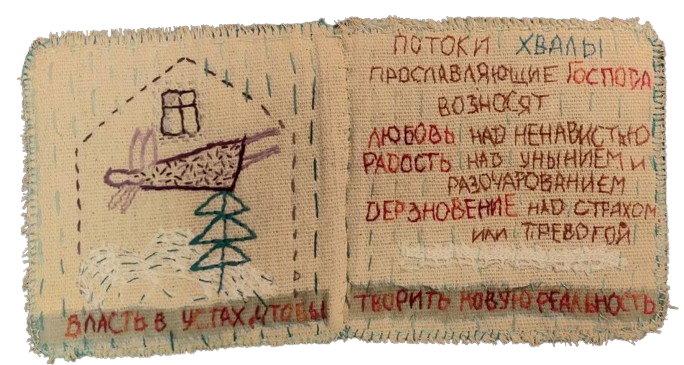 ПОТОКИ ХВАЛЫ
ПРОСЛАВЛЯЮЩИЕ ГОСПОДА
ВОЗНОСЯТ
ЛЮБОВЬ НАД НЕНАВИСТЬЮ
РАДОСТЬ НАД УНЫНИЕМ И
РАЗОЧАРОВАНИЕМ
ДЕРЗНОВЕНИЕ НАД СТРАХОМ
ИЛИ ТРЕВОГОЙ
ВЛАСТЬ В УСТАХ, ЧТОБЫ ТВОРИТЬ НОВУЮ РЕАЛЬНОСТЬ